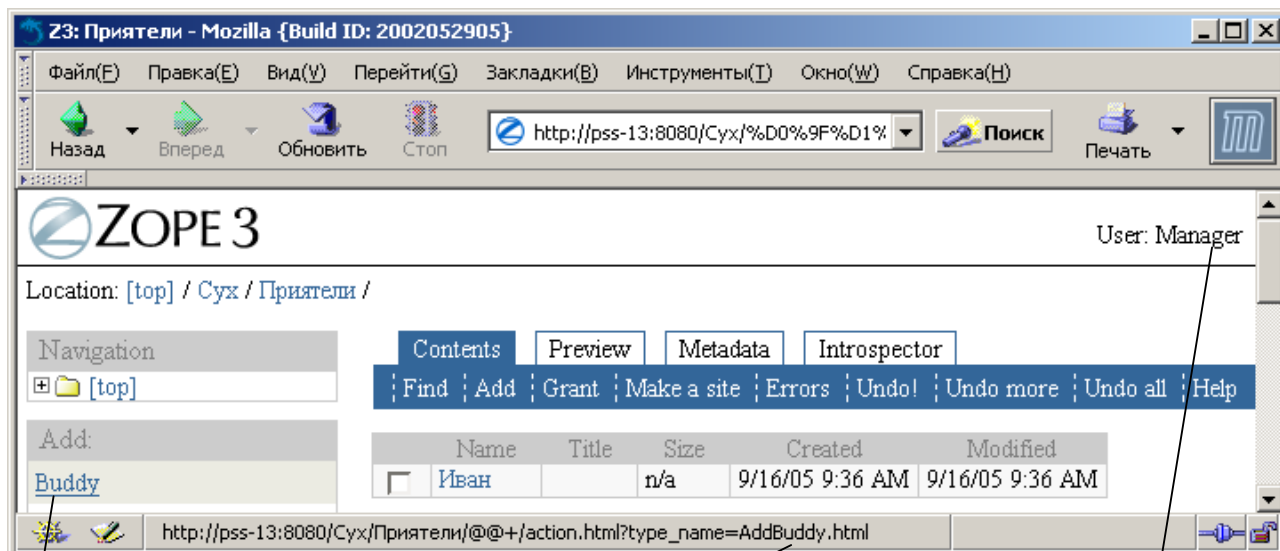 Z3: Приятели - Mozilla {Build ID: 2002052905}
Файл(F) Правка(E) Вид(V) Перейти(G) Закладки(B) Инструменты(T) Окно(W) Справка(H)
Назад Вперед Обновить Стоп http://pss-13:8080/Сух/%D0%9F%D1% Поиск Печать
ZOPE 3
User: Manager
Location: [top] / Сух / Приятели /
Navigation
[top]
Add:
Buddy
Contents Preview Metadata Introspector
Find Add Grant Make a site Errors Undo! Undo more Undo all Help
Name Title Size Created Modified
Иван n/a 9/16/05 9:36 AM 9/16/05 9:36 AM
http://pss-13:8080/Сух/Приятели/@@+/action.html?type_name=AddBuddy.html